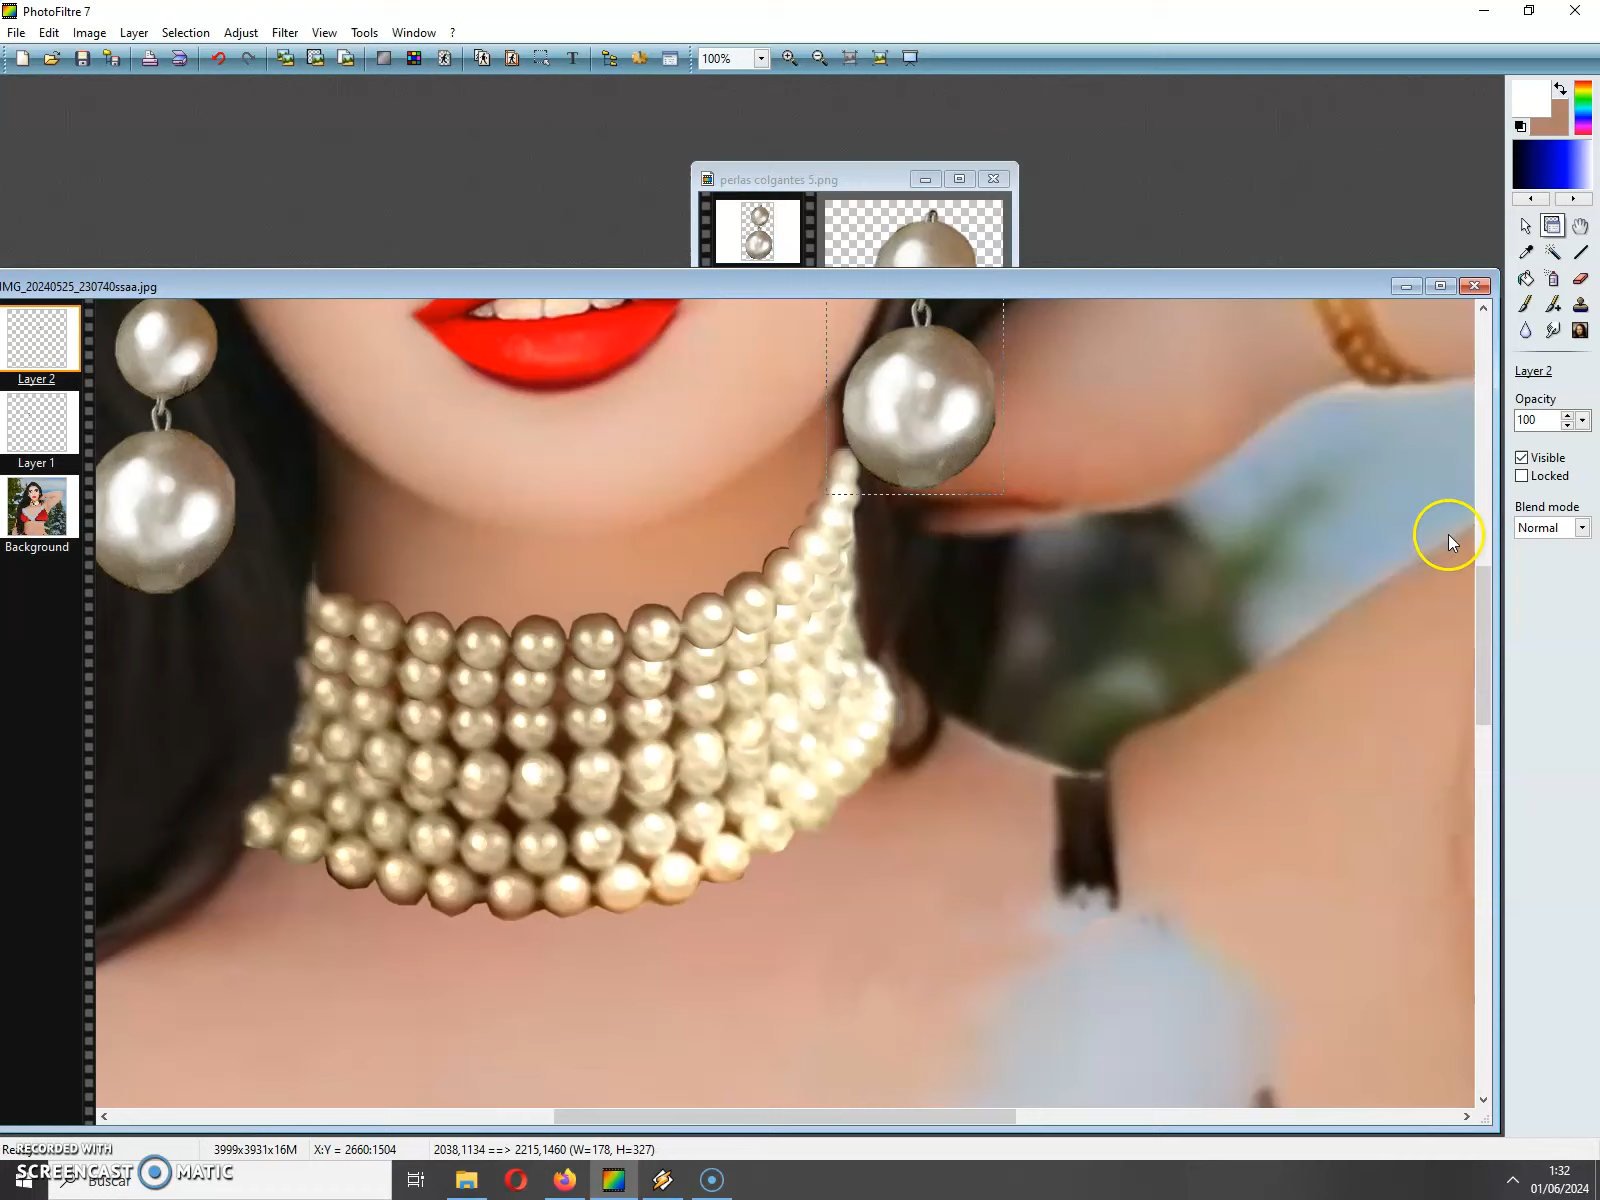 PhotoFiltre 7
File Edit Image Layer Selection Adjust Filter View Tools Window ?
T 100%
perlas colgantes 5.png
IMG_20240525_230740ssaa.jpg
Layer 2
Layer 1
Background
Layer 2
Opacity
100
Visible
Locked
Blend mode
Normal
3999x3931x16M X:Y = 2660:1504 2038,1134 ==> 2215,1460 (W=178, H=327)
RECORDED WITH
SCREENCAST MATIC
Buscar
1:32
01/06/2024